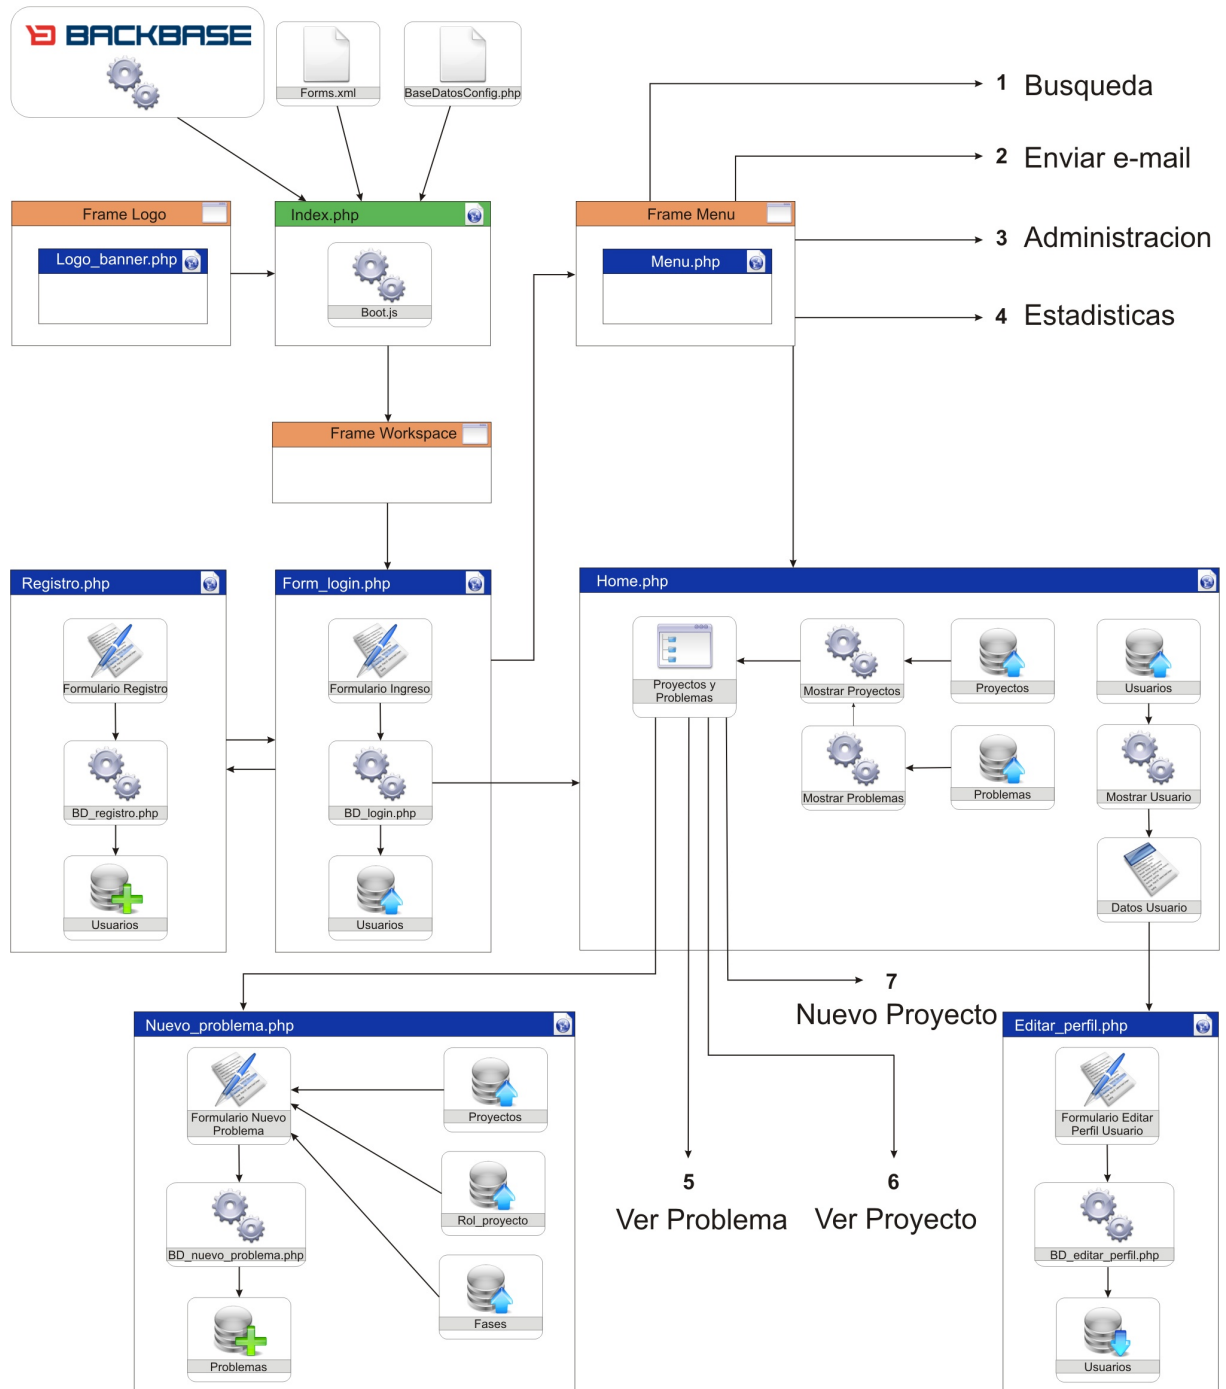 BACKBASE
Forms.xml
BaseDatosConfig.php
1 Busqueda
2 Enviar e-mail
3 Administracion
4 Estadisticas
Frame Logo
Logo_banner.php
Index.php
Boot.js
Frame Menu
Menu.php
Frame Workspace
Registro.php
Formulario Registro
BD_registro.php
Usuarios
Form_login.php
Formulario Ingreso
BD_login.php
Usuarios
Home.php
Proyectos y
Problemas
Mostrar Proyectos
Proyectos
Usuarios
Mostrar Problemas
Problemas
Mostrar Usuario
Datos Usuario
7
Nuevo Proyecto
Nuevo_problema.php
Formulario Nuevo
Problema
Proyectos
Rol_proyecto
BD_nuevo_problema.php
Fases
Problemas
5
Ver Problema
6
Ver Proyecto
Editar_perfil.php
Formulario Editar
Perfil Usuario
BD_editar_perfil.php
Usuarios